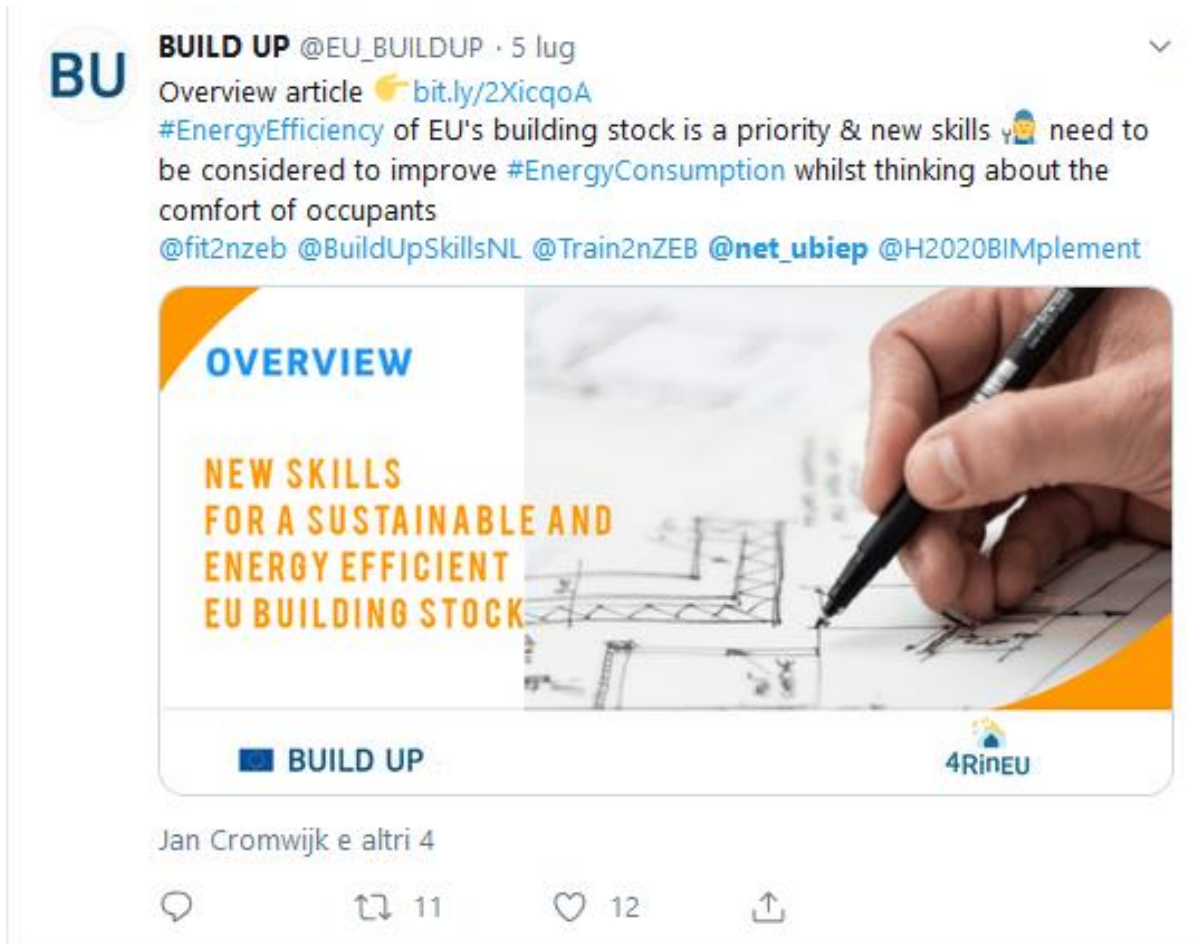 BU
BUILD UP @EU_BUILDUP · 5 lug
Overview article 👉 bit.ly/2XicqoA
#EnergyEfficiency of EU's building stock is a priority & new skills 👩‍🔧 need to
be considered to improve #EnergyConsumption whilst thinking about the
comfort of occupants
@fit2nzeb @BuildUpSkillsNL @Train2nZEB @net_ubiep @H2020BIMplement
OVERVIEW
NEW SKILLS
FOR A SUSTAINABLE AND
ENERGY EFFICIENT
EU BUILDING STOCK
BUILD UP
4RinEU
Jan Cromwijk e altri 4
11
12